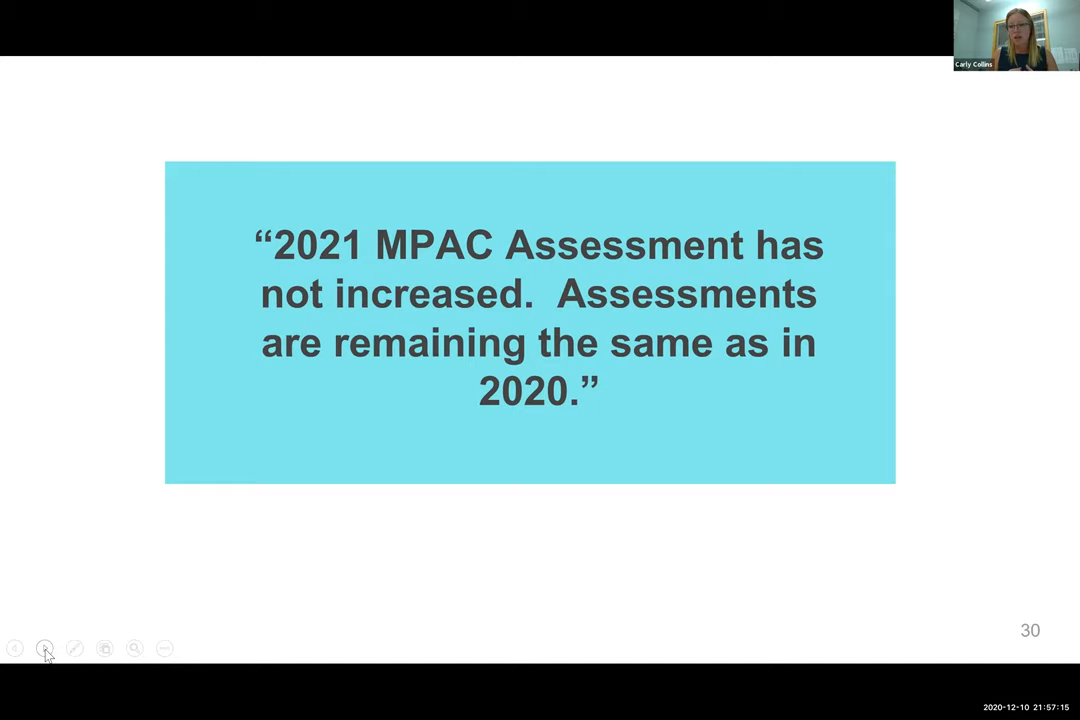 Carly Collins
“2021 MPAC Assessment has
not increased.  Assessments
are remaining the same as in
2020.”
30
2020-12-10 21:57:15